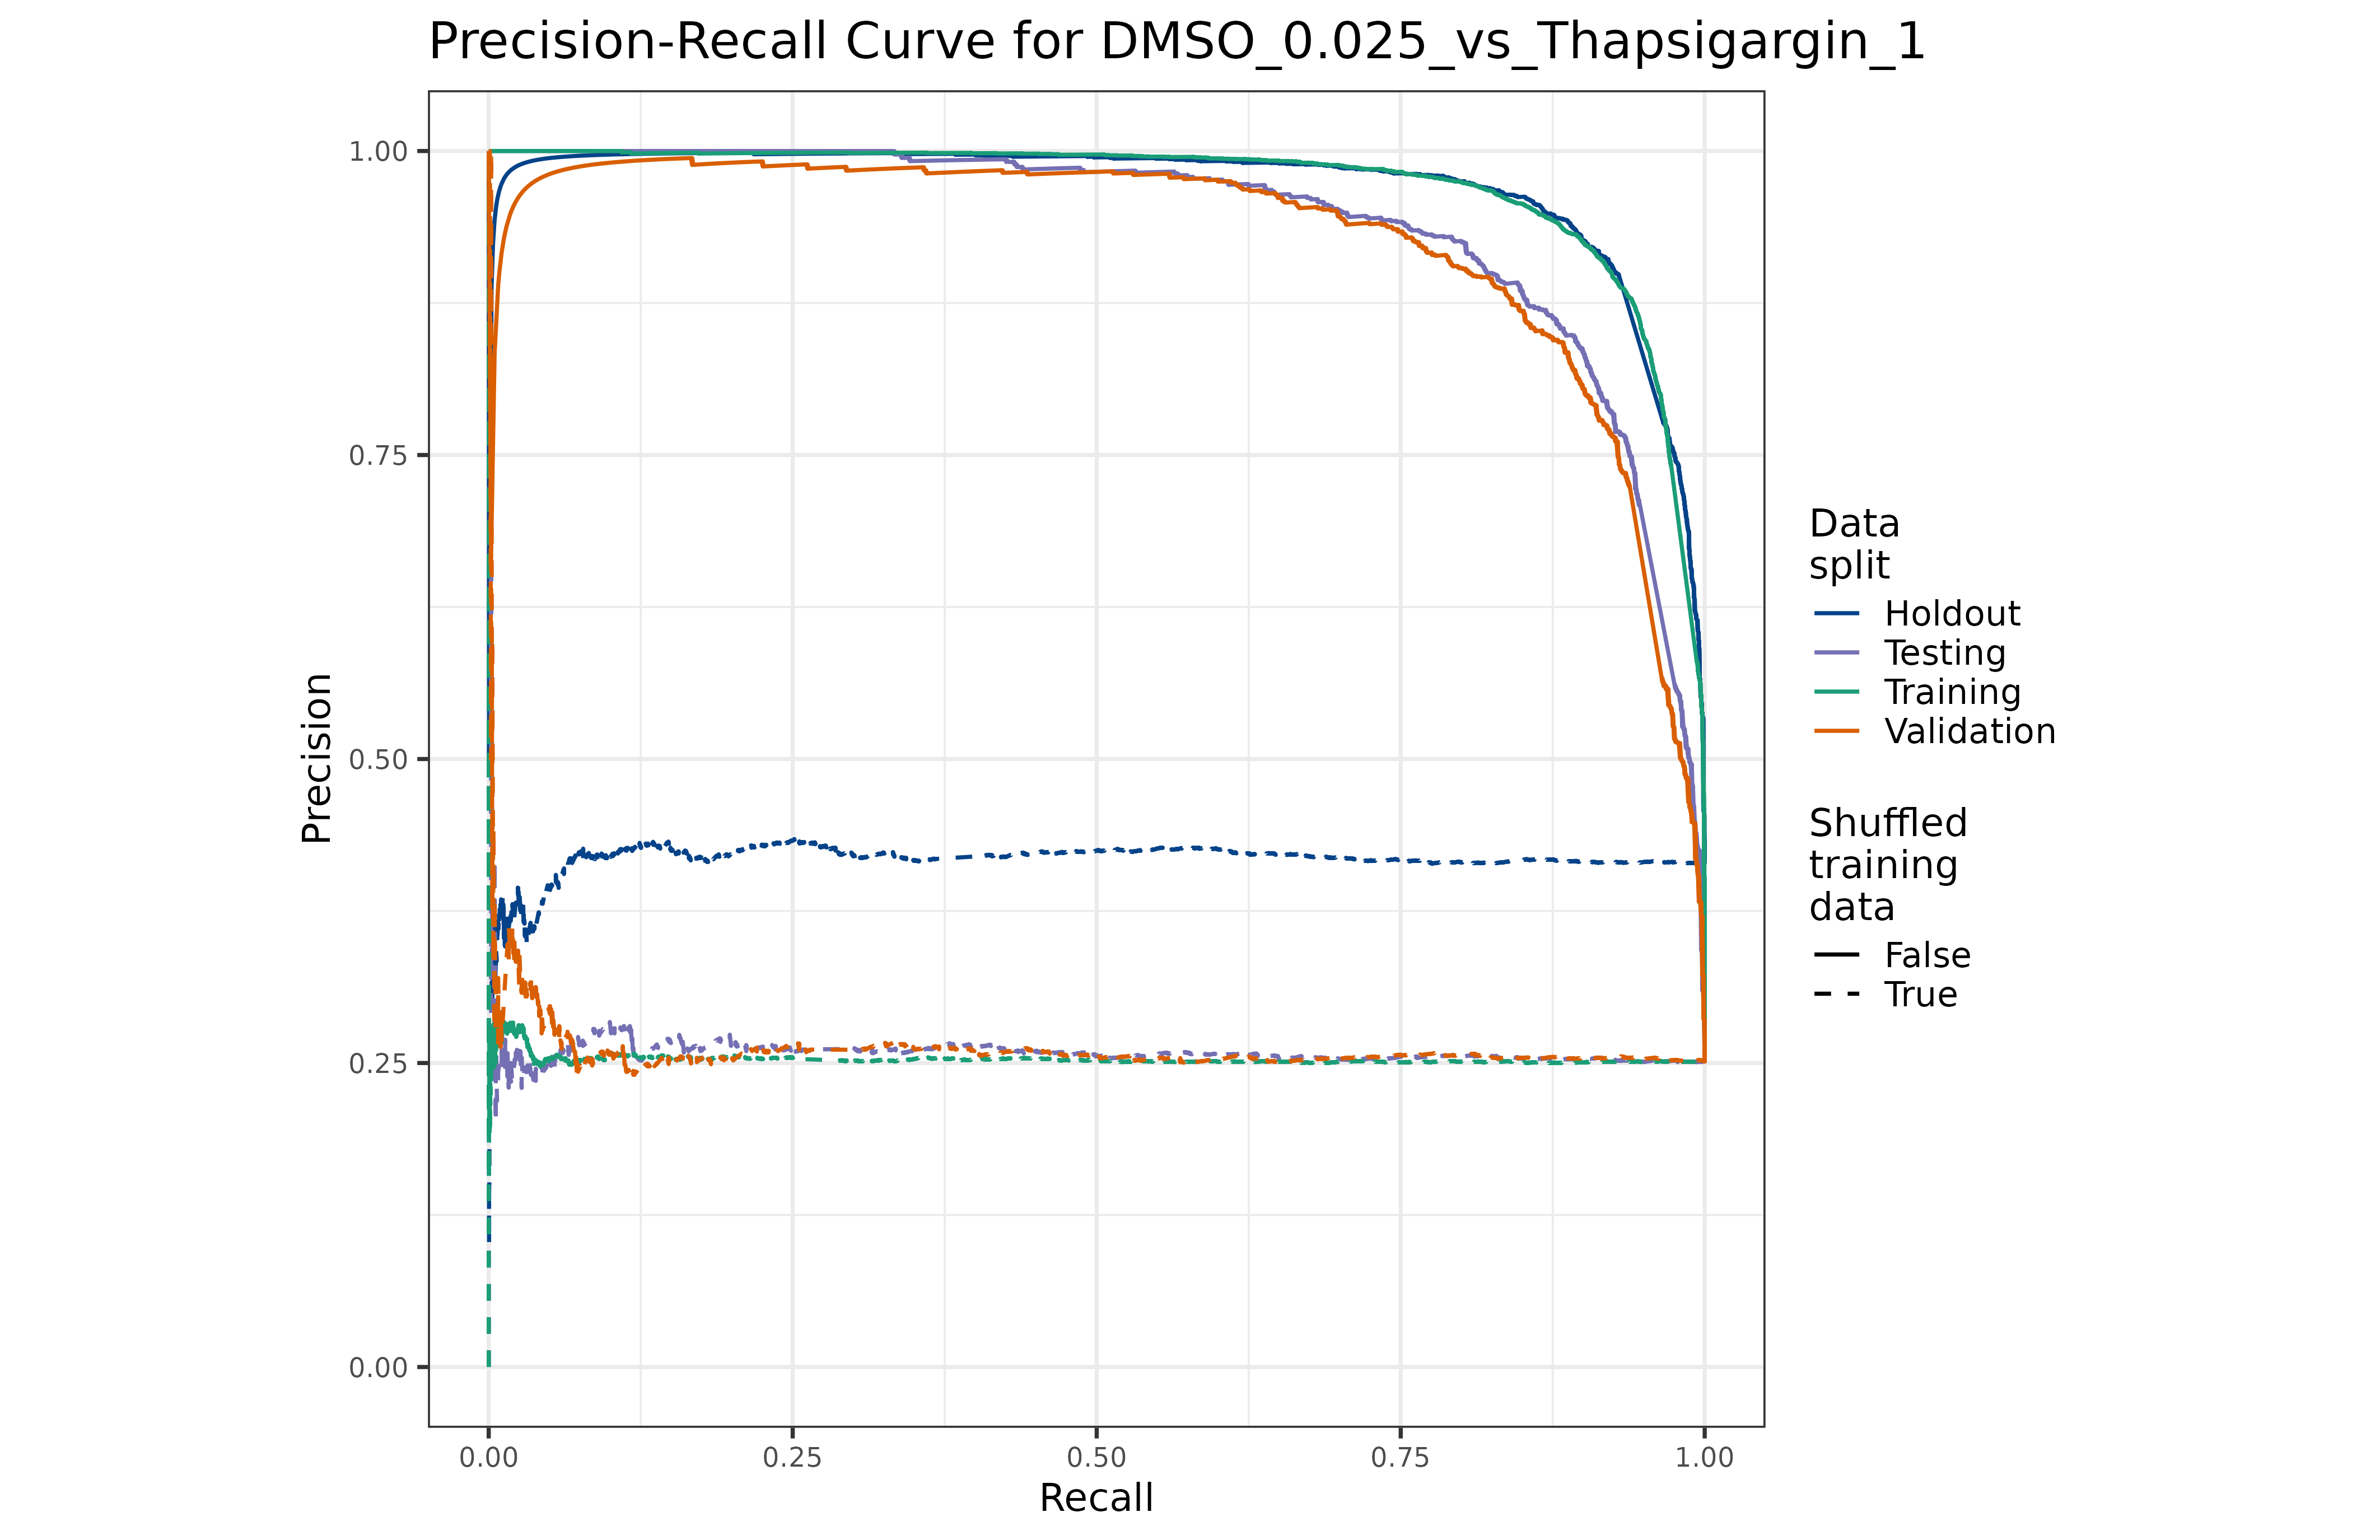 Precision-Recall Curve for DMSO_0.025_vs_Thapsigargin_1
1.00
0.75
0.50
0.25
0.00
Precision
0.00 0.25 0.50 0.75 1.00
Recall
Data
split
Holdout
Testing
Training
Validation
Shuffled
training
data
False
True